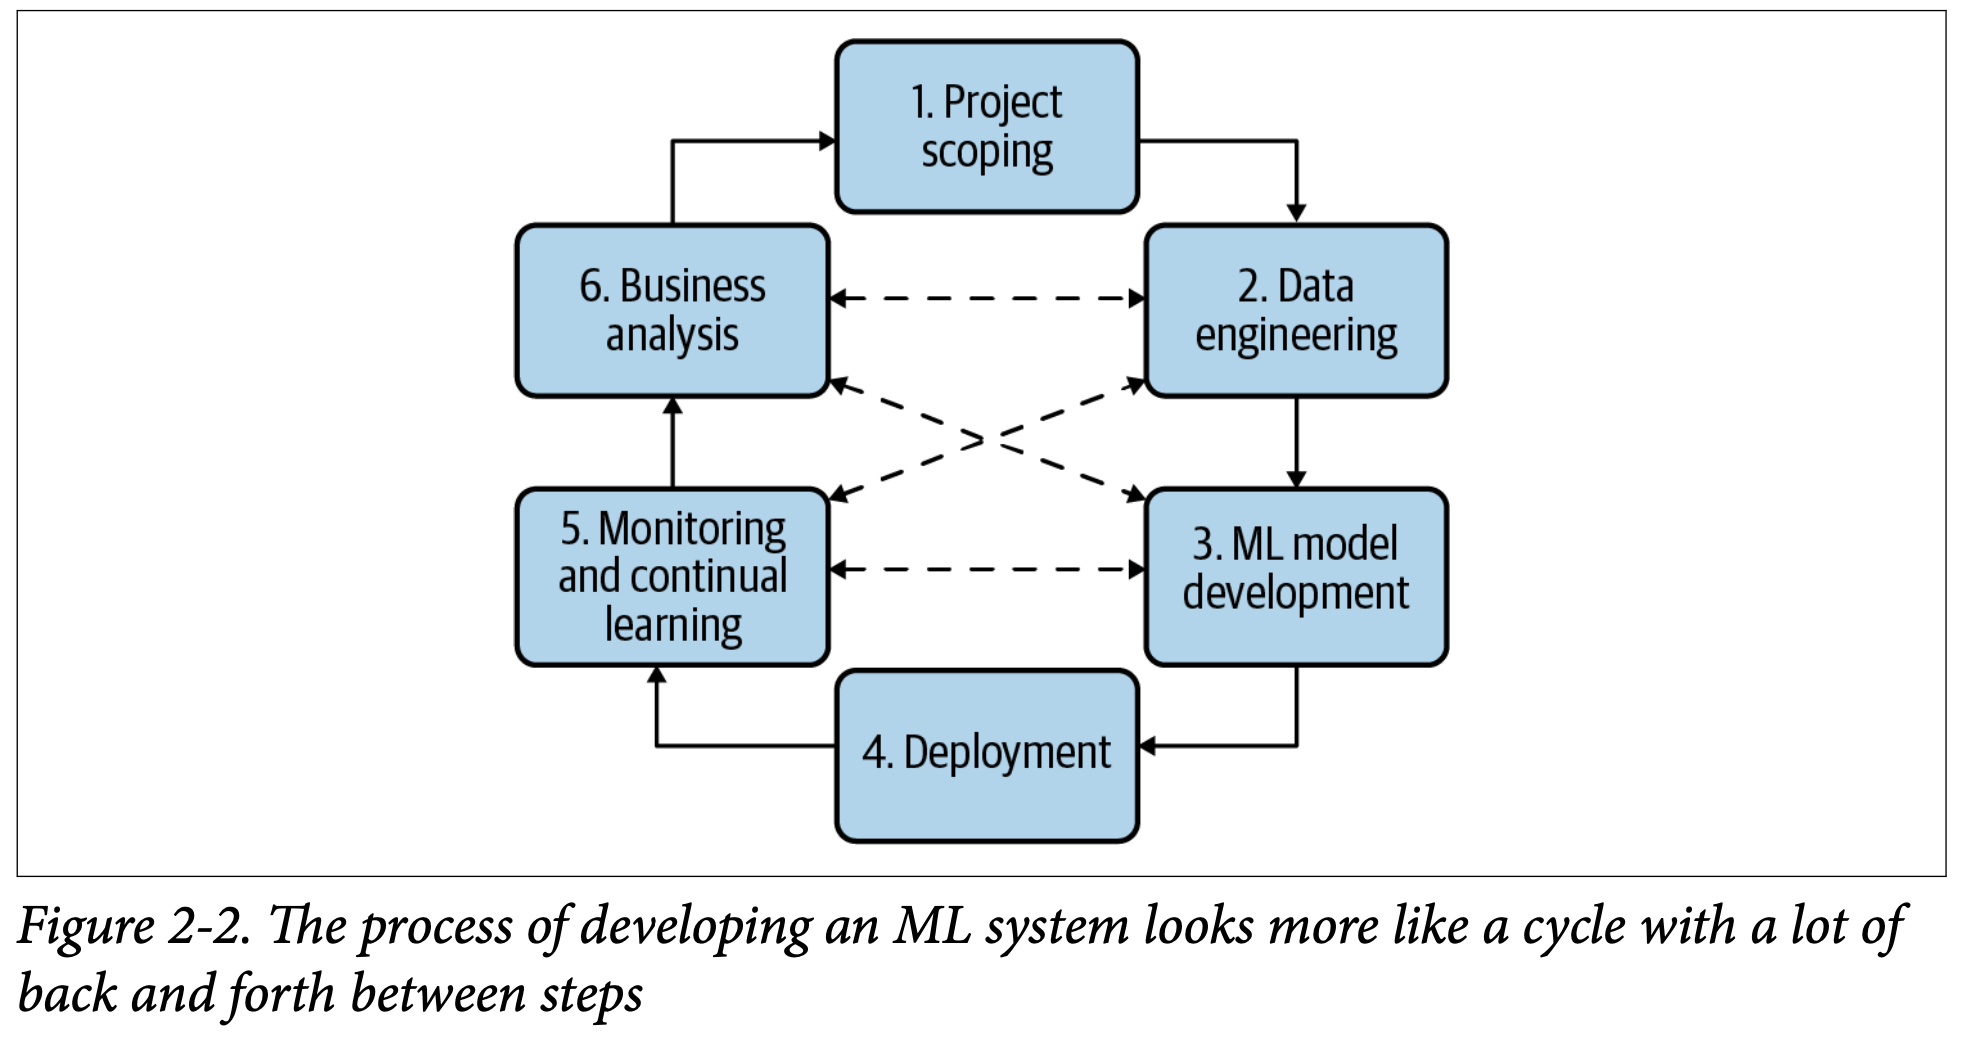 1. Project
scoping
6. Business
analysis
2. Data
engineering
5. Monitoring
and continual
learning
3. ML model
development
4. Deployment
Figure 2-2. The process of developing an ML system looks more like a cycle with a lot of
back and forth between steps